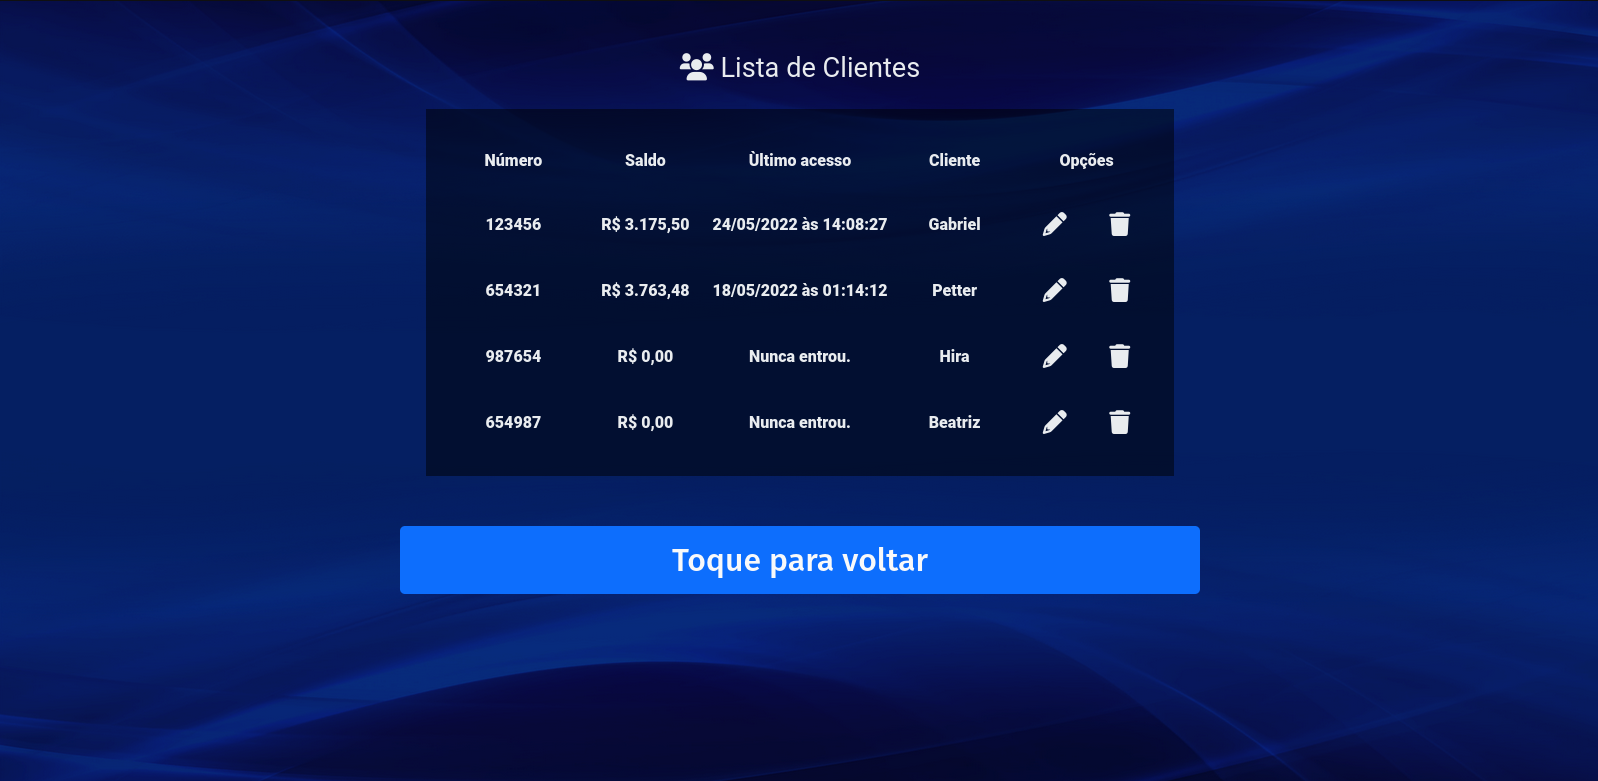 Lista de Clientes
Número Saldo Ùltimo acesso Cliente Opções
123456 R$ 3.175,50 24/05/2022 às 14:08:27 Gabriel
654321 R$ 3.763,48 18/05/2022 às 01:14:12 Petter
987654 R$ 0,00 Nunca entrou. Hira
654987 R$ 0,00 Nunca entrou. Beatriz
Toque para voltar